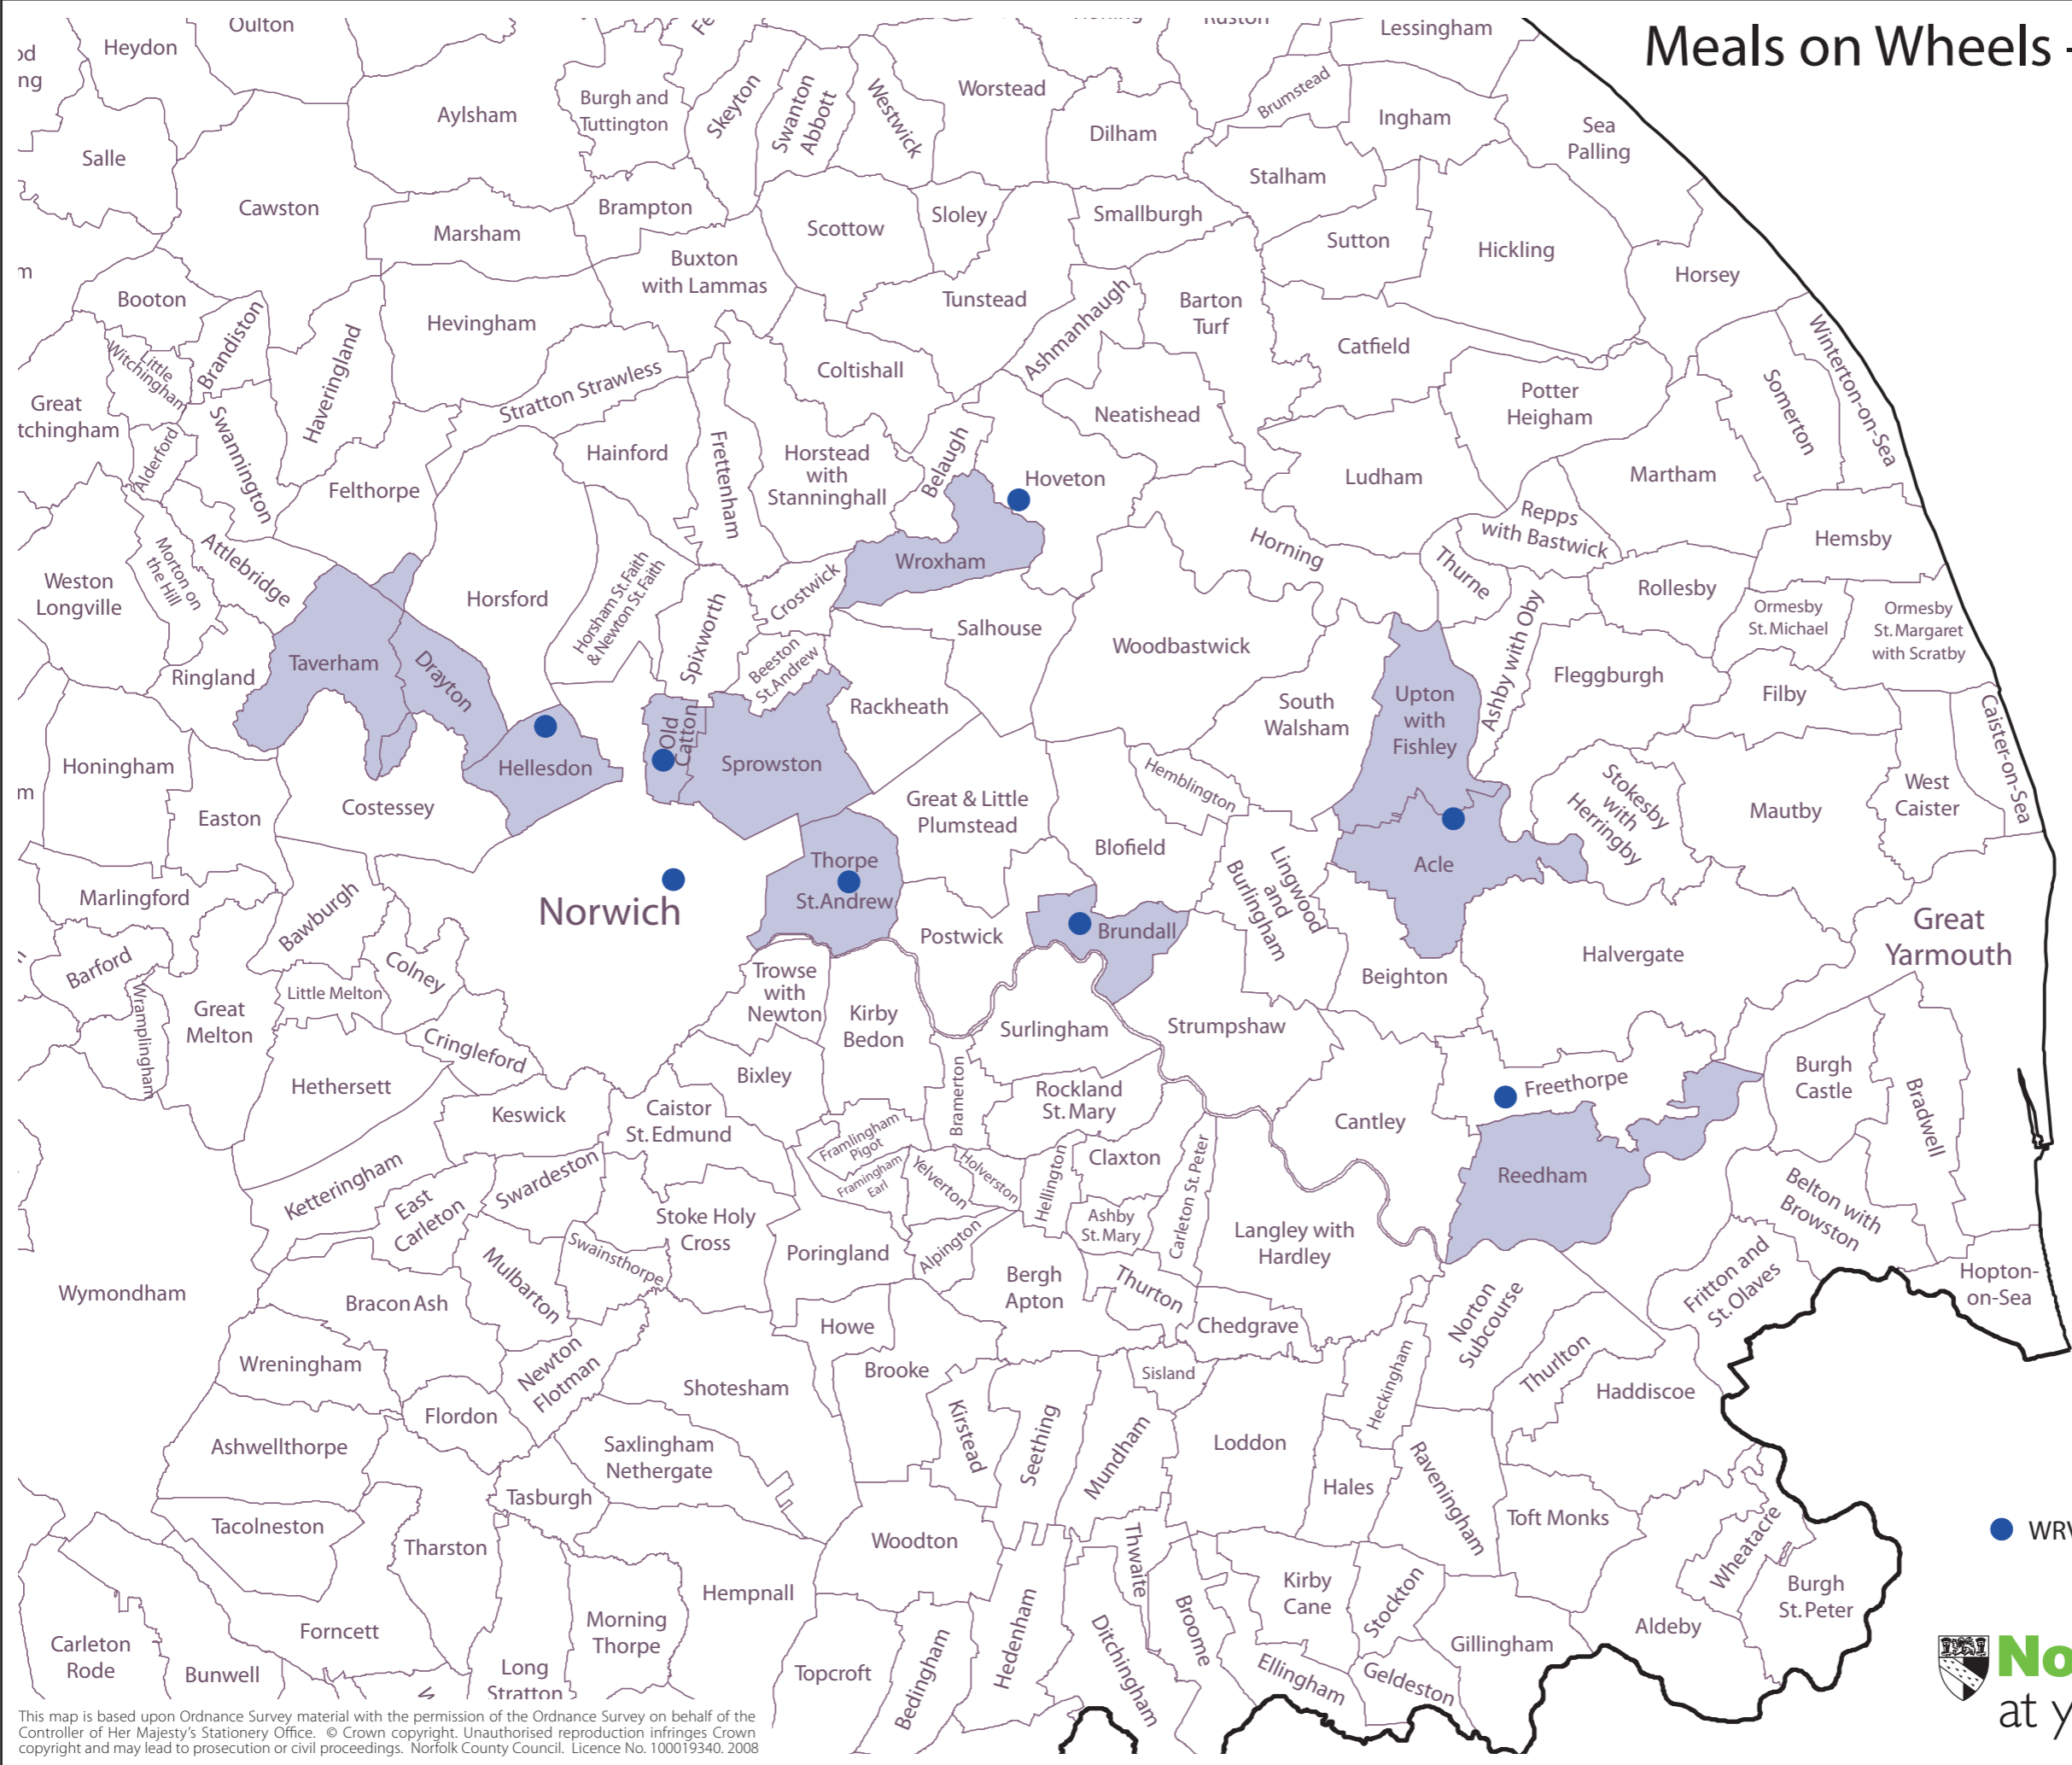 Meals on Wheels -
Heydon
Oulton
Lessingham
Aylsham
Burgh and
Tuttington
Skeyton
Swanton
Abbott
Westwick
Worstead
Dilham
Brumstead
Ingham
Sea
Palling
Salle
Cawston
Marsham
Brampton
Scottow
Sloley
Smallburgh
Stalham
Sutton
Hickling
Horsey
Booton
Brandiston
Haveringland
Hevingham
Buxton
with Lammas
Tunstead
Ashmanhaugh
Barton
Turf
Catfield
Winterton-on-Sea
Somerton
Little
Witchingham
Great
tchingham
Alderford
Swannington
Stratton Strawless
Coltishall
Neatishead
Potter
Heigham
Felthorpe
Hainford
Frettenham
Horstead
with
Stanninghall
Belaugh
Hoveton
Ludham
Martham
Repps
with Bastwick
Hemsby
Weston
Longville
Morton on
the Hill
Attlebridge
Horsford
Horsham St. Faith
& Newton St. Faith
Spixworth
Crostwick
Wroxham
Horning
Thurne
Rollesby
Ormesby
St. Michael
Ormesby
St. Margaret
with Scratby
Ringland
Taverham
Drayton
Beeston
St. Andrew
Salhouse
Woodbastwick
Ashby with Oby
Fleggburgh
Filby
Caister-on-Sea
Honingham
Easton
Costessey
Hellesdon
Old
Catton
Sprowston
Rackheath
South
Walsham
Upton
with
Fishley
Stokesby
with
Herringby
Mautby
West
Caister
Great & Little
Plumstead
Hemblington
Blofield
Lingwood
and
Burlingham
Acle
Marlingford
Bawburgh
Norwich
Thorpe
St. Andrew
Postwick
Brundall
Beighton
Halvergate
Great
Yarmouth
Barford
Wramplingham
Great
Melton
Little Melton
Colney
Cringleford
Trowse
with
Newton
Kirby
Bedon
Surlingham
Strumpshaw
Hethersett
Keswick
Caistor
St. Edmund
Bixley
Bramerton
Rockland
St. Mary
Cantley
Freethorpe
Burgh
Castle
Bradwell
Ketteringham
East
Carleton
Swardeston
Framlingham
Pigot
Framingham
Earl
Yelverton
Holverston
Hellington
Claxton
Ashby
St. Mary
Carleton St. Peter
Langley with
Hardley
Reedham
Belton with
Browston
Fritton and
St. Olaves
Hopton-
on-Sea
Wymondham
Bracon Ash
Mulbarton
Swainsthorpe
Stoke Holy
Cross
Poringland
Alpington
Bergh
Apton
Thurton
Chedgrave
Norton
Subcourse
Wreningham
Newton
Flotman
Howe
Brooke
Sisland
Heckingham
Thurlton
Haddiscoe
Ashwellthorpe
Flordon
Shotesham
Saxlingham
Nethergate
Kirstead
Seething
Mundham
Loddon
Hales
Raveningham
Toft Monks
Tacolneston
Tasburgh
Tharston
Woodton
Thwaite
Kirby
Cane
Stockton
Wheatacre
Burgh
St. Peter
Hempnall
Hedenham
Ditchingham
Broome
Ellingham
Geldeston
Gillingham
Aldeby
Carleton
Rode
Bunwell
Forncett
Long
Stratton
Morning
Thorpe
Topcroft
Bedingham
WRV
No
at y
This map is based upon Ordnance Survey material with the permission of the Ordnance Survey on behalf of the
Controller of Her Majesty's Stationery Office. © Crown copyright. Unauthorised reproduction infringes Crown
copyright and may lead to prosecution or civil proceedings. Norfolk County Council. Licence No. 100019340. 2008